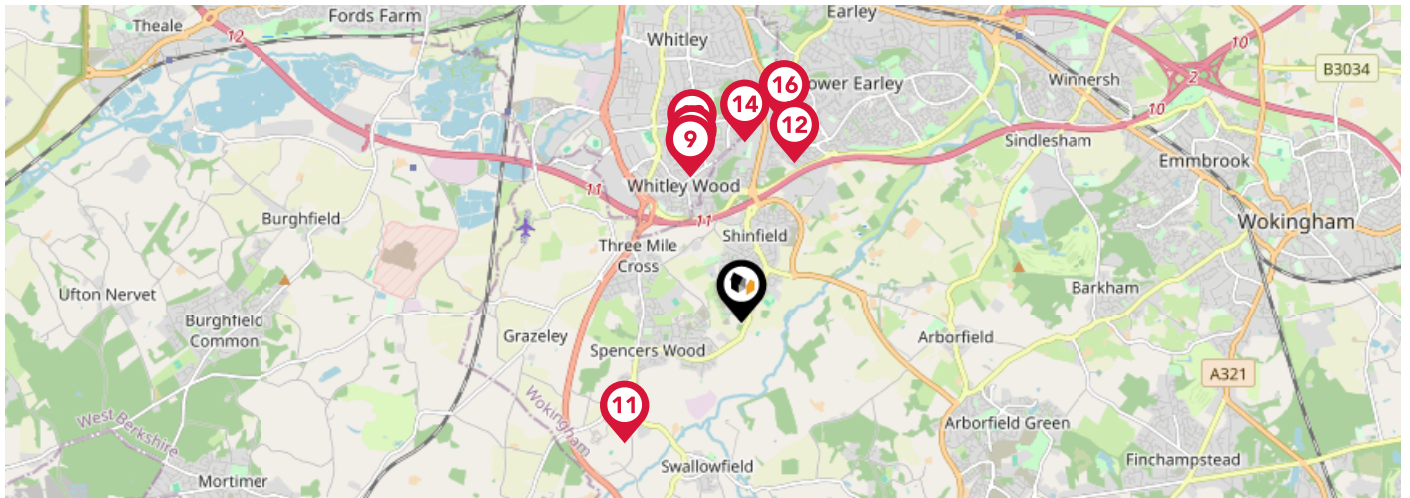 Fords Farm
Earley
Theale
12
Whitley
10
B3034
2
Winnersh
16
ower Earley
14
10
12
9
Sindlesham
Emmbrook
11
Whitley Wood
Burghfield
11
Wokingham
Shinfield
Three Mile
Cross
Ufton Nervet
Barkham
Burghfield
Common
Grazeley
Arborfield
Spencers Wood
A321
Wokingham
11
West Berkshire
Arborfield Green
Swallowfield
Finchampstead
Mortimer